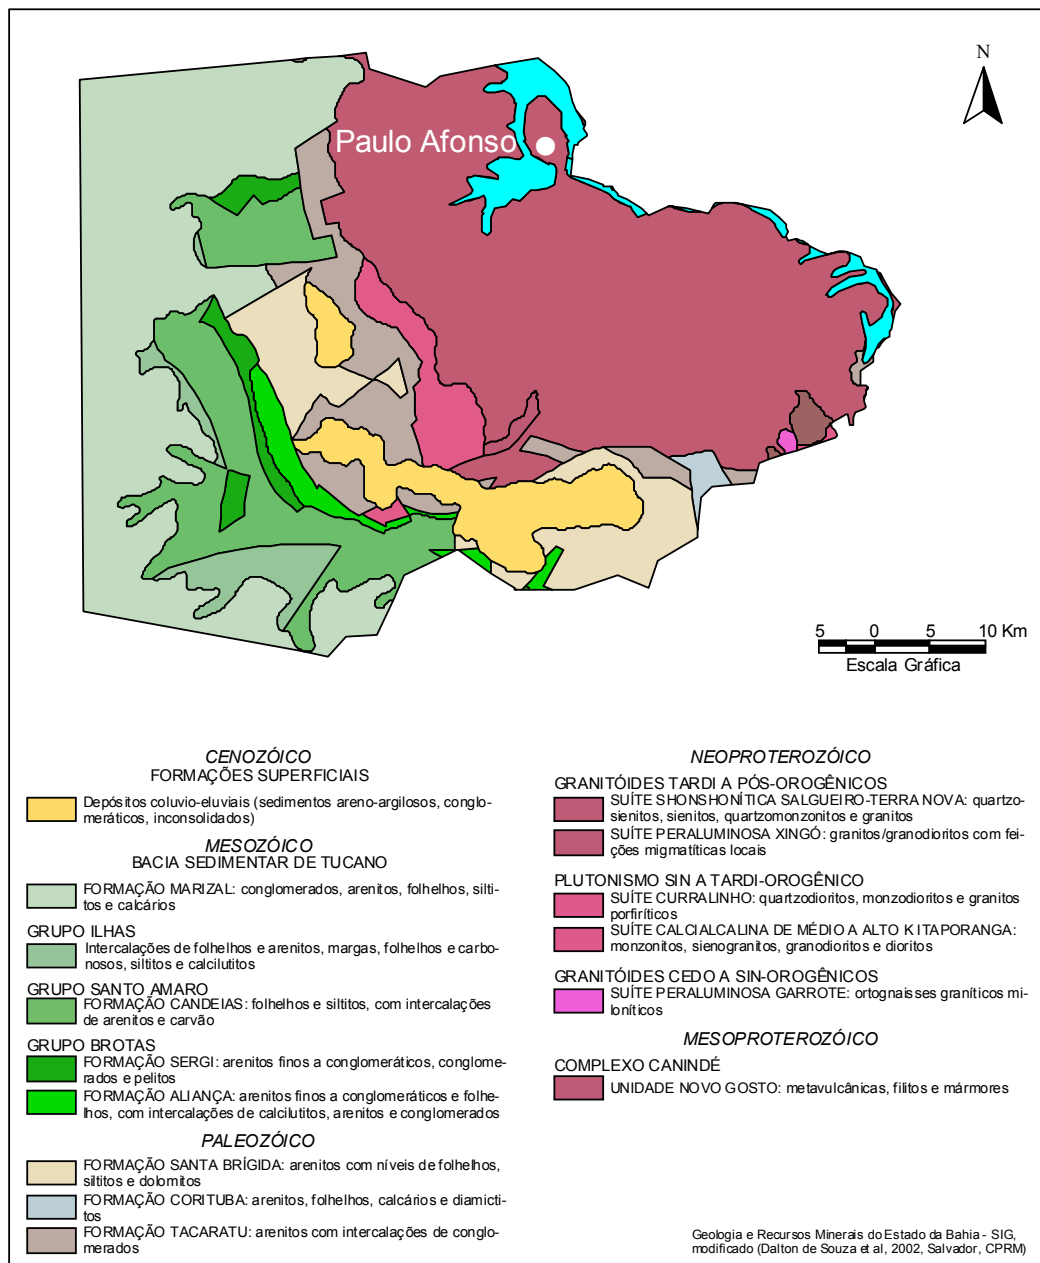 N
Paulo Afonso
5 0 5 10 Km
Escala Gráfica
CENOZÓICO
FORMAÇÕES SUPERFICIAIS
Depósitos coluvio-eluviais (sedimentos areno-argilosos, conglo-
meráticos, inconsolidados)
MESOZÓICO
BACIA SEDIMENTAR DE TUCANO
FORMAÇÃO MARIZAL: conglomerados, arenitos, folhelhos, silti-
tos e calcários
GRUPO ILHAS
Intercalações de folhelhos e arenitos, margas, folhelhos e carbo-
nosos, siltitos e calcilutitos
GRUPO SANTO AMARO
FORMAÇÃO CANDEIAS: folhelhos e siltitos, com intercalações
de arenitos e carvão
GRUPO BROTAS
FORMAÇÃO SERGI: arenitos finos a conglomeráticos, conglome-
rados e pelitos
FORMAÇÃO ALIANÇA: arenitos finos a conglomeráticos e folhe-
lhos, com intercalações de calcilutitos, arenitos e conglomerados
PALEOZÓICO
FORMAÇÃO SANTA BRÍGIDA: arenitos com níveis de folhelhos,
siltitos e dolomitos
FORMAÇÃO CORITUBA: arenitos, folhelhos, calcários e diamicti-
tos
FORMAÇÃO TACARATU: arenitos com intercalações de conglo-
merados
NEOPROTEROZÓICO
GRANITÓIDES TARDI A PÓS-OROGÊNICOS
SUÍTE SHONSHONÍTICA SALGUEIRO-TERRA NOVA: quartzo-
sienitos, sienitos, quartzomonzonitos e granitos
SUÍTE PERALUMINOSA XINGÓ: granitos/granodioritos com fei-
ções migmatíticas locais
PLUTONISMO SIN A TARDI-OROGÊNICO
SUÍTE CURRALINHO: quartzodioritos, monzodioritos e granitos
porfiríticos
SUÍTE CALCIALCALINA DE MÉDIO A ALTO K ITAPORANGA:
monzonitos, sienogranitos, granodioritos e dioritos
GRANITÓIDES CEDO A SIN-OROGÊNICOS
SUÍTE PERALUMINOSA GARROTE: ortognaisses graníticos mi-
loníticos
MESOPROTEROZÓICO
COMPLEXO CANINDÉ
UNIDADE NOVO GOSTO: metavulcânicas, filitos e mármores
Geologia e Recursos Minerais do Estado da Bahia - SIG,
modificado (Dalton de Souza et al, 2002, Salvador, CPRM)